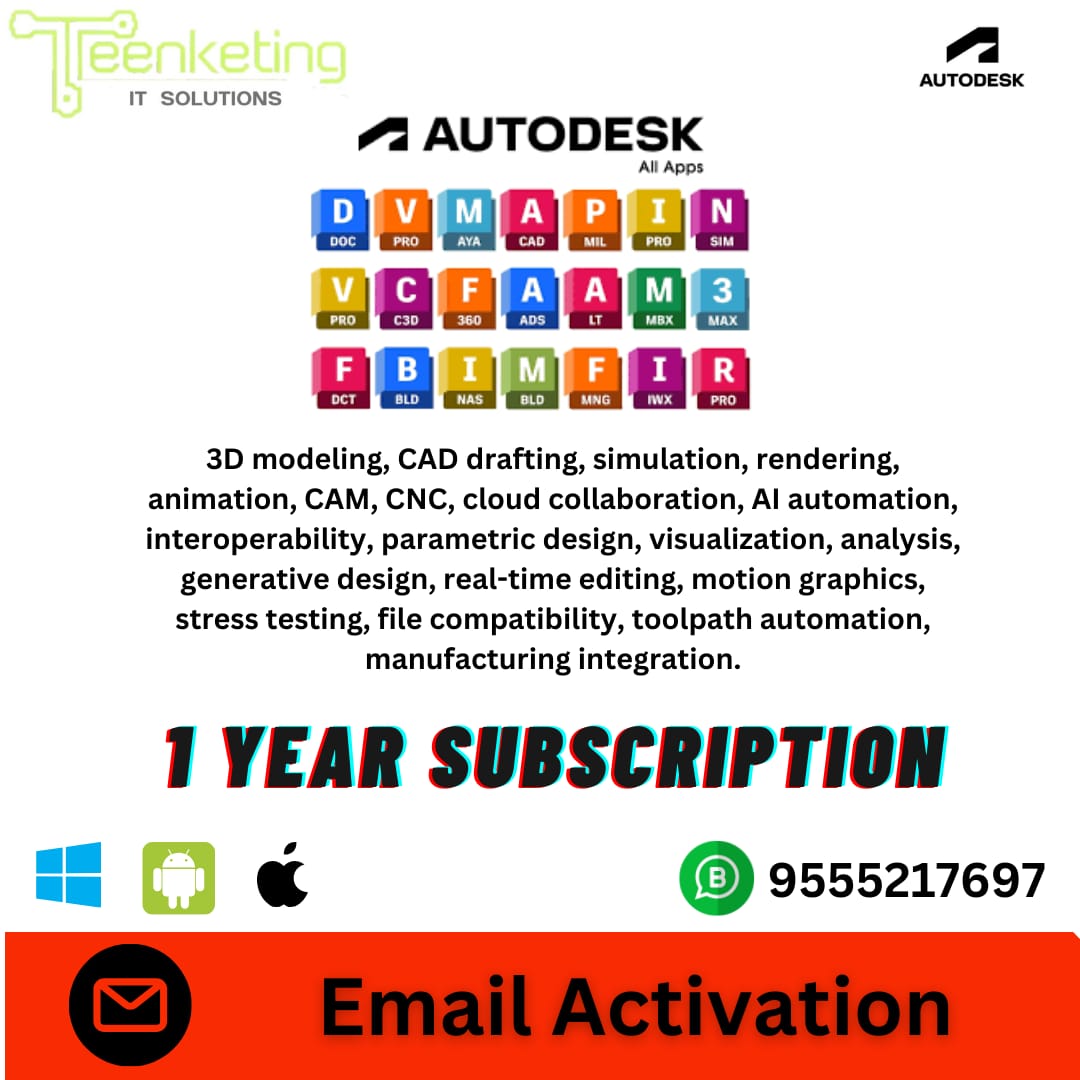 Teenketing
IT SOLUTIONS
AUTODESK
AUTODESK
All Apps
D V M A P I N
DOC PRO AYA CAD MIL PRO SIM
V C F A A M 3
PRO C3D 360 ADS LT MBX MAX
F B I M F I R
DCT BLD NAS BLD MNG IWX PRO
3D modeling, CAD drafting, simulation, rendering,
animation, CAM, CNC, cloud collaboration, AI automation,
interoperability, parametric design, visualization, analysis,
generative design, real-time editing, motion graphics,
stress testing, file compatibility, toolpath automation,
manufacturing integration.
1 YEAR SUBSCRIPTION
B 9555217697
Email Activation